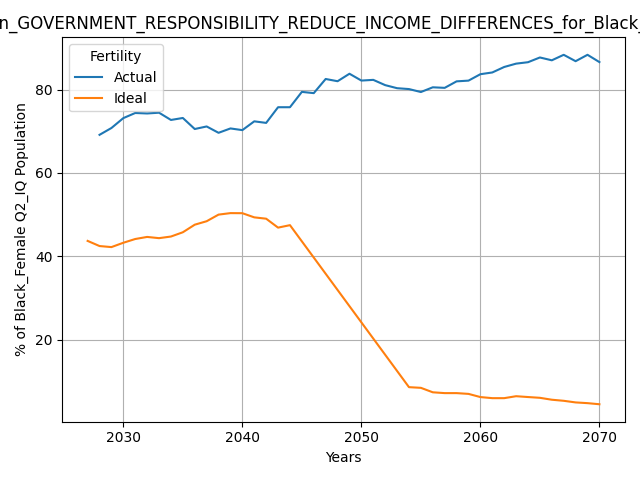 n_GOVERNMENT_RESPONSIBILITY_REDUCE_INCOME_DIFFERENCES_for_Black_
Fertility
Actual
Ideal
% of Black_Female Q2_IQ Population
80
60
40
20
2030 2040 2050 2060 2070
Years